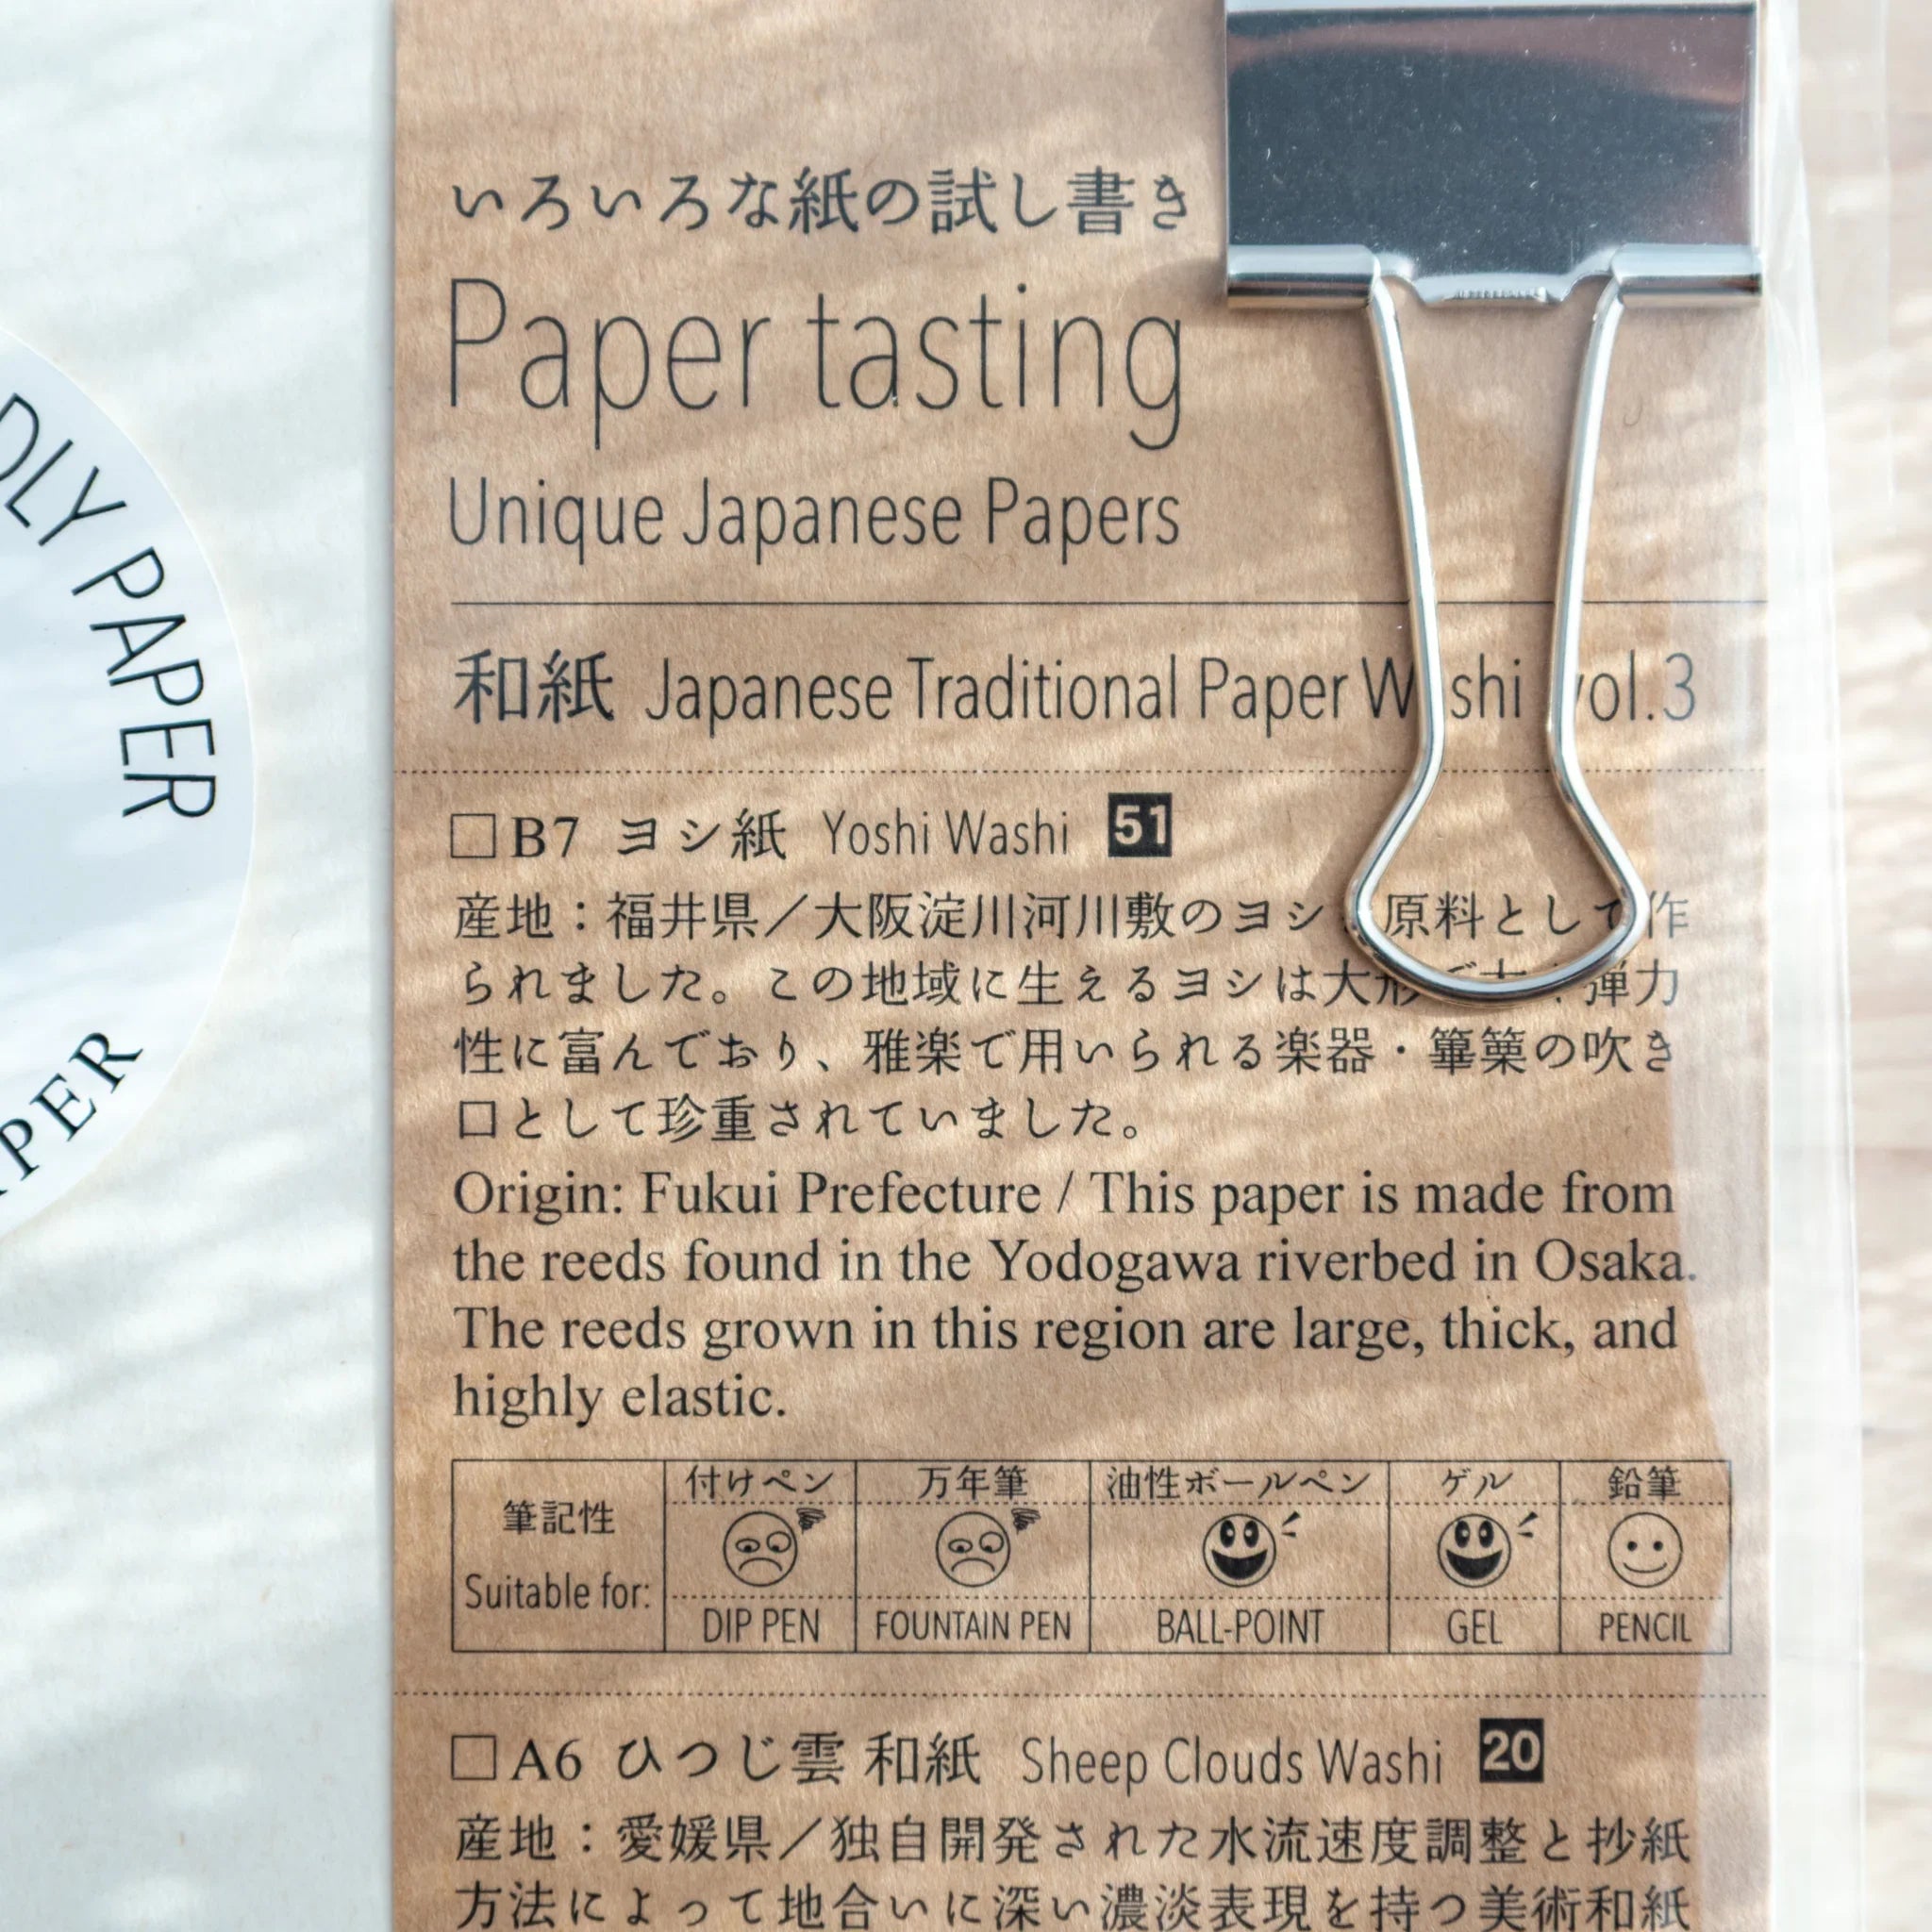 DLY PAPER
PER
いろいろな紙の試し書き
Paper tasting
Unique Japanese Papers
和紙 Japanese Traditional Paper vol.3
□ B7 ヨシ紙 Yoshi Washi 51
産地：福井県／大阪淀川河川敷のヨシ 原料として作
られました。この地域に生えるヨシは大形で 弾力
性に富んでおり、雅楽で用いられる楽器・篳篥の吹き
口として珍重されていました。
Origin: Fukui Prefecture / This paper is made from
the reeds found in the Yodogawa riverbed in Osaka.
The reeds grown in this region are large, thick, and
highly elastic.
筆記性 付けペン 万年筆 油性ボールペン ゲル 鉛筆
Suitable for: DIP PEN FOUNTAIN PEN BALL-POINT GEL PENCIL
□ A6 ひつじ雲 和紙 Sheep Clouds Washi 20
産地：愛媛県／独自開発された水流速度調整と抄紙
方法によって地合いに深い濃淡表現を持つ美術和紙